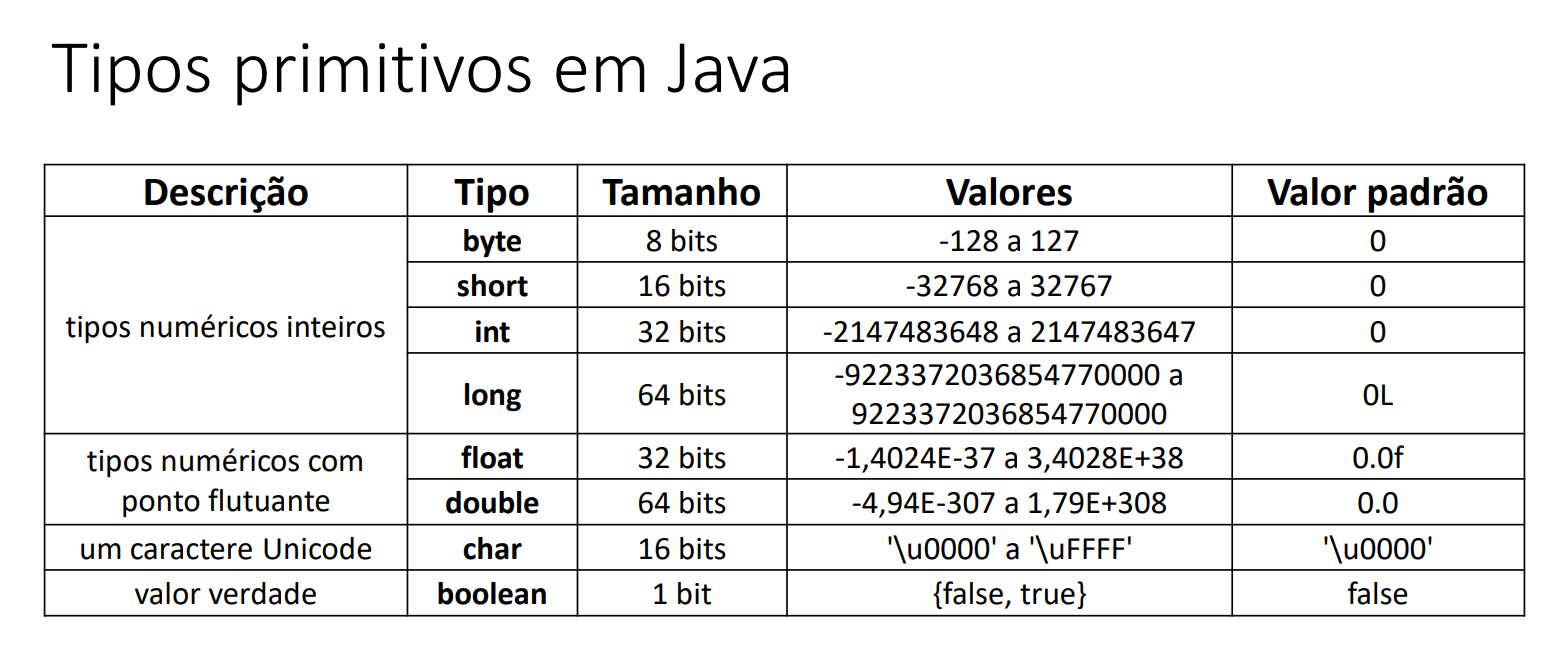 Tipos primitivos em Java
Descrição Tipo Tamanho Valores Valor padrão
tipos numéricos inteiros
byte 8 bits -128 a 127 0
short 16 bits -32768 a 32767 0
int 32 bits -2147483648 a 2147483647 0
long 64 bits -9223372036854770000 a
9223372036854770000 0L
tipos numéricos com
ponto flutuante
float 32 bits -1,4024E-37 a 3,4028E+38 0.0f
double 64 bits -4,94E-307 a 1,79E+308 0.0
um caractere Unicode char 16 bits '\u0000' a '\uFFFF' '\u0000'
valor verdade boolean 1 bit {false, true} false